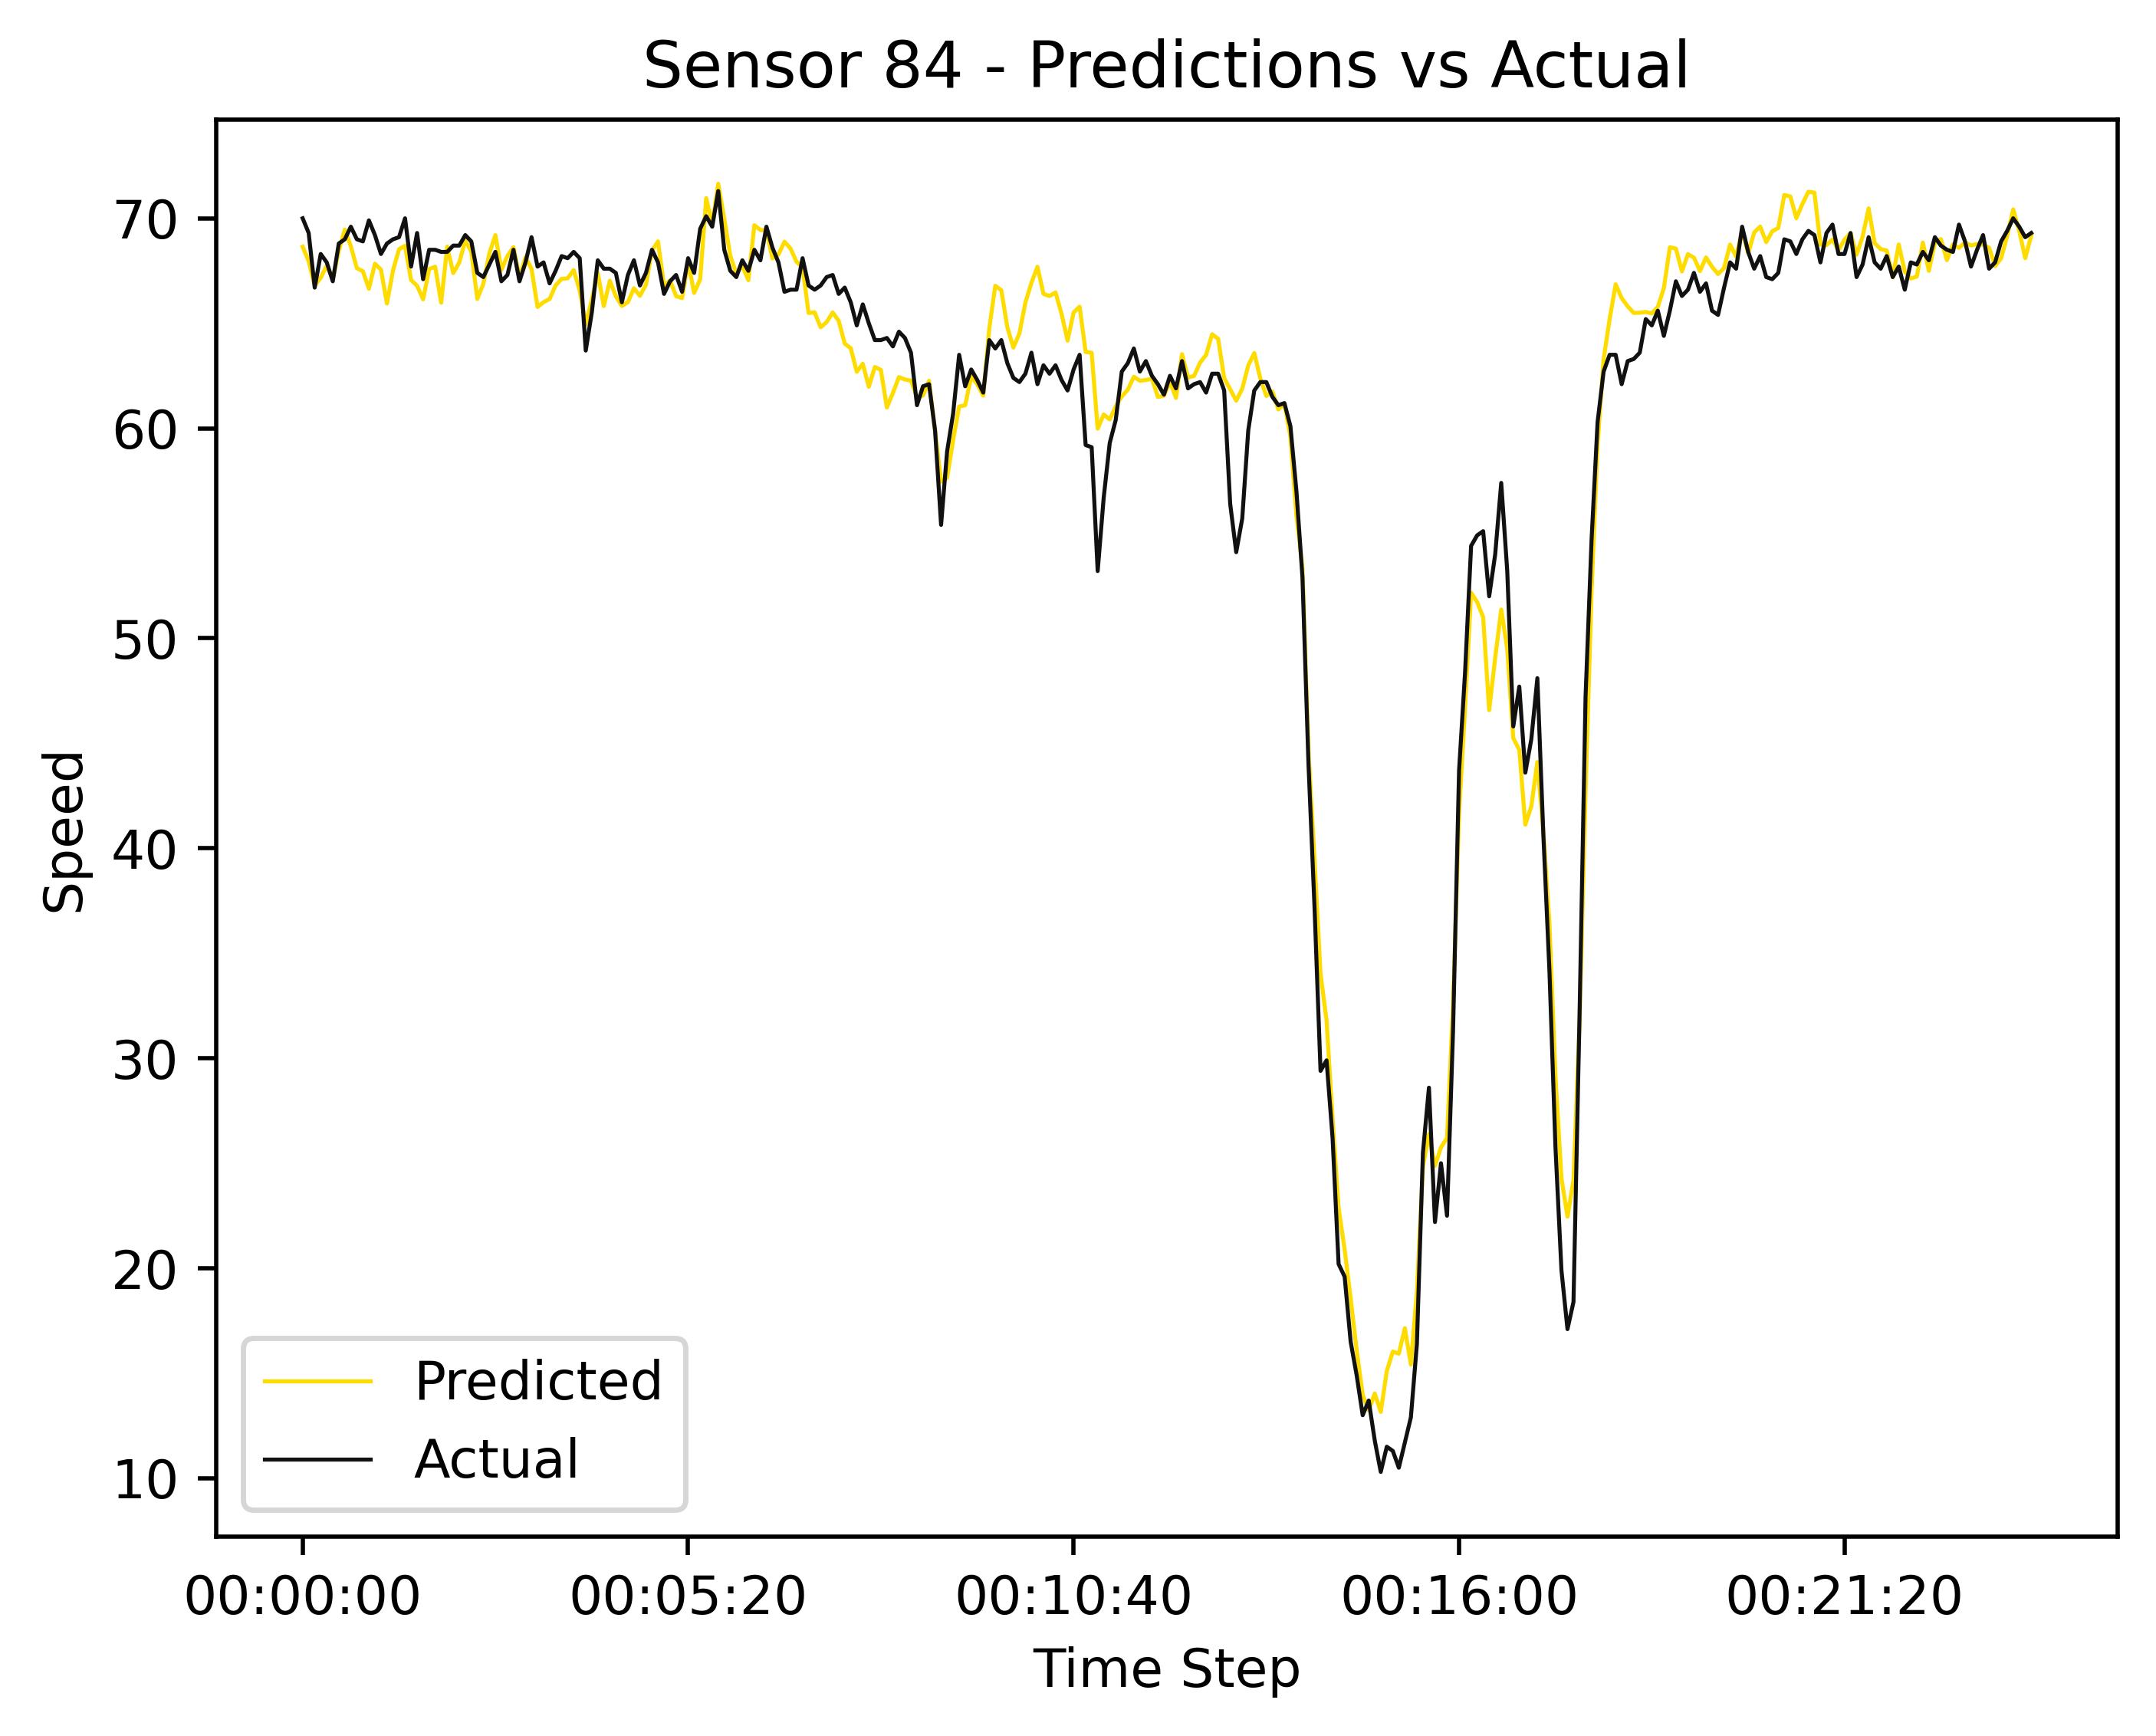 Sensor 84 - Predictions vs Actual
70
60
50
40
30
20
10
Speed
Predicted
Actual
00:00:00
00:05:20
00:10:40
00:16:00
00:21:20
Time Step